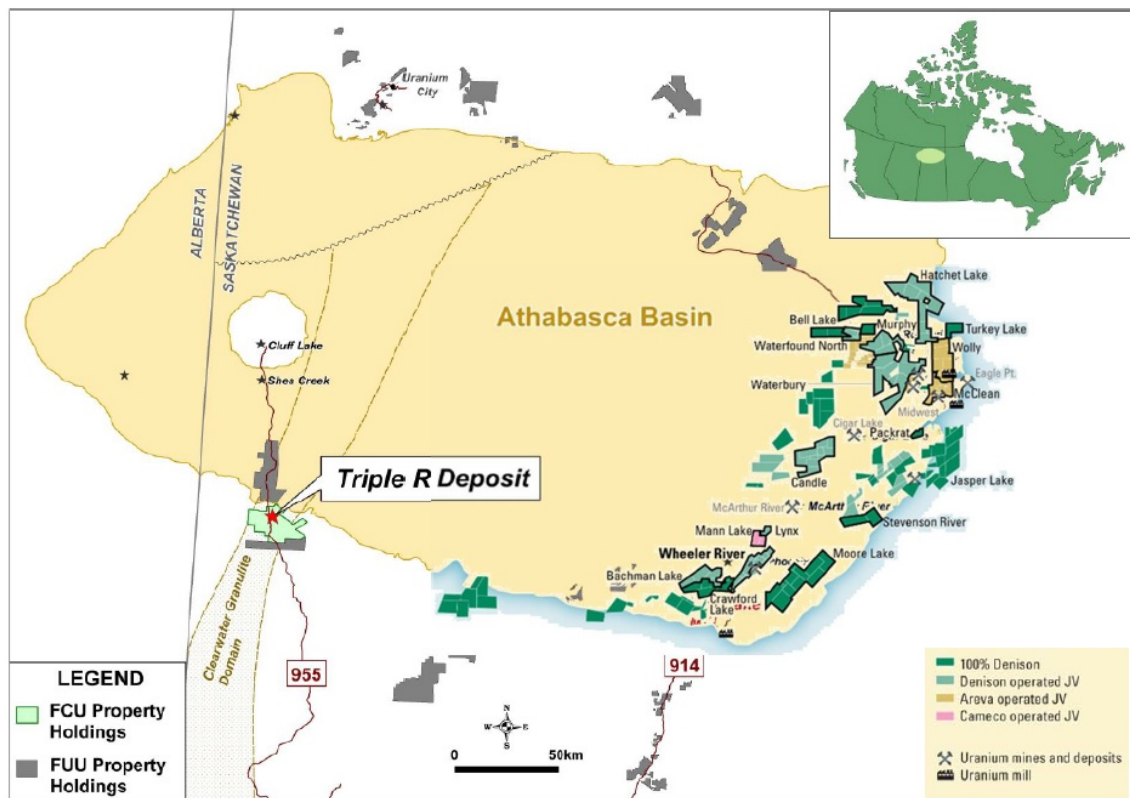 Uranium
City
ALBERTA
SASKATCHEWAN
Athabasca Basin
Hatchet Lake
Bell Lake
Murphy
Turkey Lake
Waterfound North
Wolly
Waterbury
Eagle Pt.
McClean
Midwest
Cigar Lake
Packrat
Cluff Lake
Shea Creek
Triple R Deposit
Candle
Jasper Lake
McArthur River
Stevenson River
Mann Lake
Lynx
Wheeler River
Moore Lake
Bachman Lake
Crawford
Lake
Clearwater Granulite
Domain
955
914
LEGEND
FCU Property
Holdings
FUU Property
Holdings
N
W
E
S
0
50km
100% Denison
Denison operated JV
Areva operated JV
Cameco operated JV
Uranium mines and deposits
Uranium mill